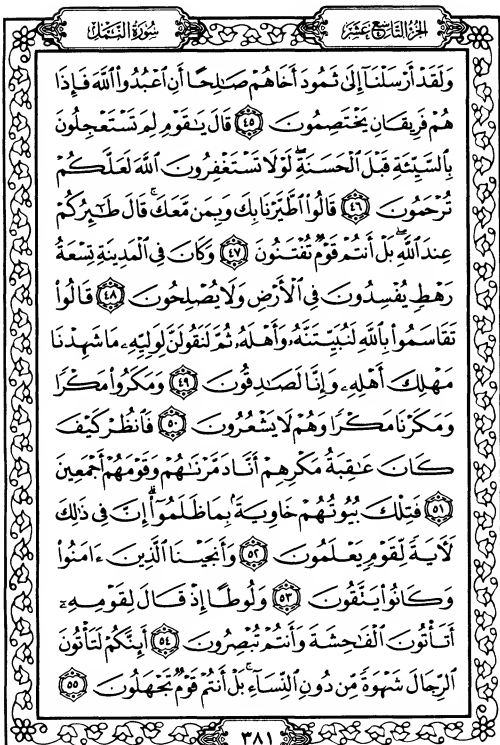 الجزء التاسع عشر
سورة النمل
وَلَقَدْ أَرْسَلْنَآ إِلَىٰ ثَمُودَ أَخَاهُمْ صَٰلِحًا أَنِ ٱعْبُدُوا۟ ٱللَّهَ فَإِذَا
هُمْ فَرِيقَانِ يَخْتَصِمُونَ ٤٥ قَالَ يَٰقَوْمِ لِمَ تَسْتَعْجِلُونَ
بِٱلسَّيِّئَةِ قَبْلَ ٱلْحَسَنَةِ ۖ لَوْلَا تَسْتَغْفِرُونَ ٱللَّهَ لَعَلَّكُمْ
تُرْحَمُونَ ٤٦ قَالُوا۟ ٱطَّيَّرْنَا بِكَ وَبِمَن مَّعَكَ ۚ قَالَ طَٰٓئِرُكُمْ
عِندَ ٱللَّهِ ۖ بَلْ أَنتُمْ قَوْمٌ تُفْتَنُونَ ٤٧ وَكَانَ فِى ٱلْمَدِينَةِ تِسْعَةُ
رَهْطٍ يُفْسِدُونَ فِى ٱلْأَرْضِ وَلَا يُصْلِحُونَ ٤٨ قَالُوا۟
تَقَاسَمُوا۟ بِٱللَّهِ لَنُبَيِّتَنَّهُۥ وَأَهْلَهُۥ ثُمَّ لَنَقُولَنَّ لِوَلِيِّهِۦ مَا شَهِدْنَا
مَهْلِكَ أَهْلِهِۦ وَإِنَّا لَصَٰدِقُونَ ٤٩ وَمَكَرُوا۟ مَكْرًا
وَمَكَرْنَا مَكْرًا وَهُمْ لَا يَشْعُرُونَ ٥٠ فَٱنظُرْ كَيْفَ
كَانَ عَٰقِبَةُ مَكْرِهِمْ أَنَّا دَمَّرْنَٰهُمْ وَقَوْمَهُمْ أَجْمَعِينَ
٥١ فَتِلْكَ بُيُوتُهُمْ خَاوِيَةًۢ بِمَا ظَلَمُوٓا۟ ۗ إِنَّ فِى ذَٰلِكَ
لَءَايَةً لِّقَوْمٍ يَعْلَمُونَ ٥٢ وَأَنجَيْنَا ٱلَّذِينَ ءَامَنُوا۟
وَكَانُوا۟ يَتَّقُونَ ٥٣ وَلُوطًا إِذْ قَالَ لِقَوْمِهِۦٓ
أَتَأْتُونَ ٱلْفَٰحِشَةَ وَأَنتُمْ تُبْصِرُونَ ٥٤ أَئِنَّكُمْ لَتَأْتُونَ
ٱلرِّجَالَ شَهْوَةً مِّن دُونِ ٱلنِّسَآءِ ۚ بَلْ أَنتُمْ قَوْمٌ تَجْهَلُونَ ٥٥
٣٨١